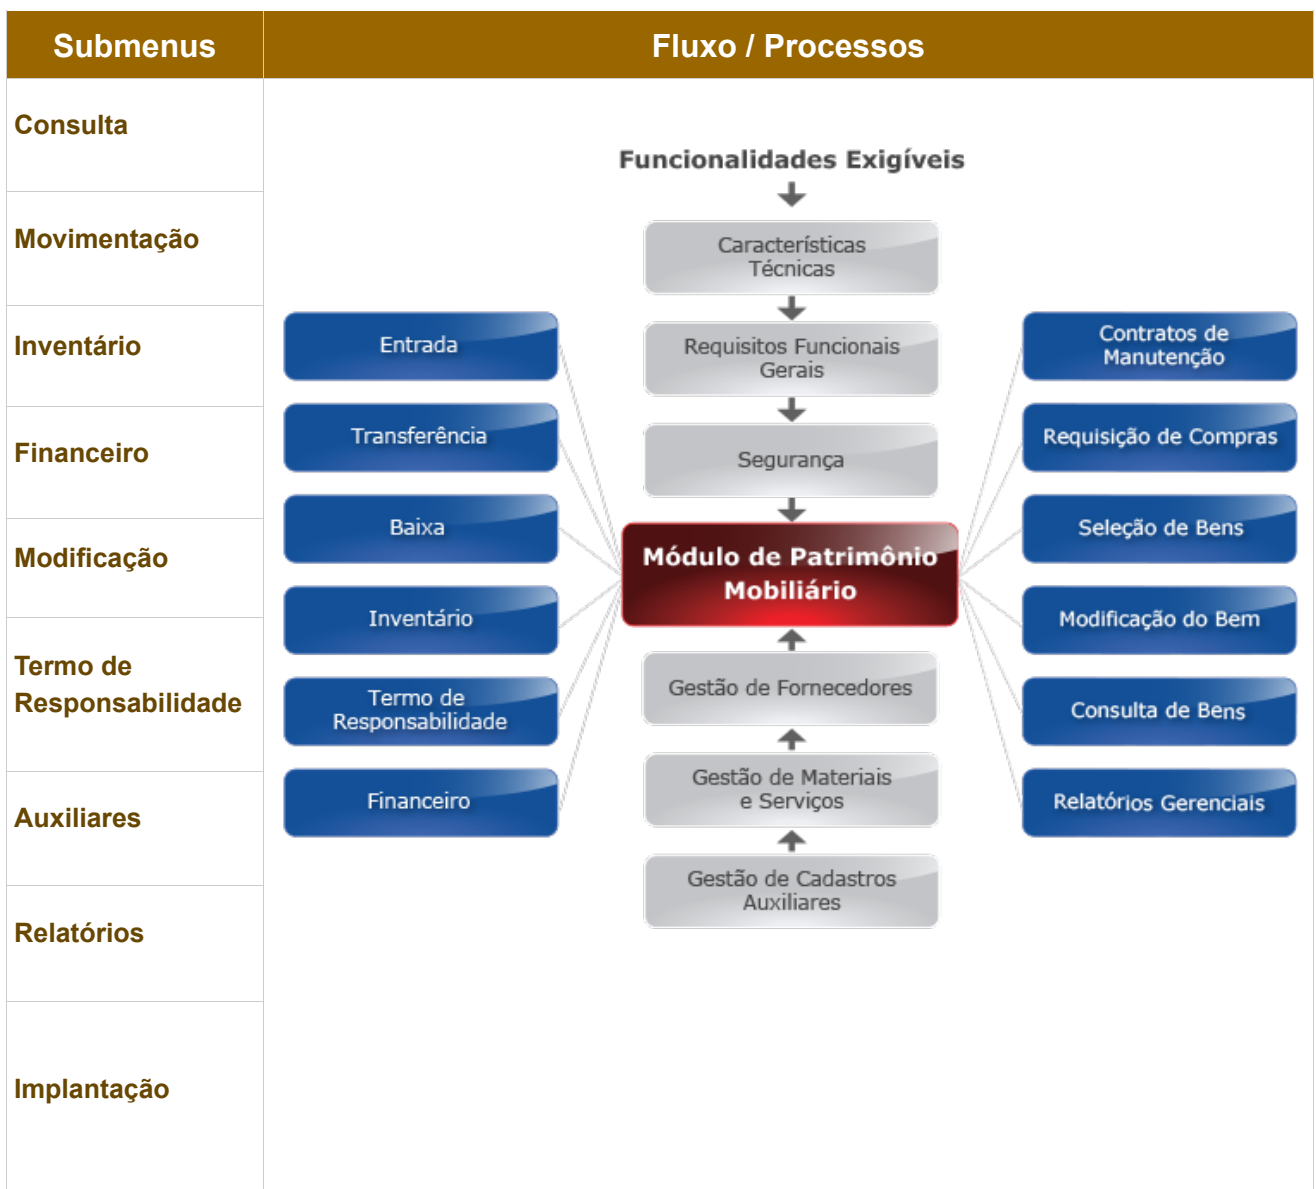 Submenus
Fluxo / Processos
Consulta
Movimentação
Inventário
Financeiro
Modificação
Termo de
Responsabilidade
Auxiliares
Relatórios
Implantação
Funcionalidades Exigíveis
Características
Técnicas
Requisitos Funcionais
Gerais
Segurança
Módulo de Patrimônio
Mobiliário
Gestão de Fornecedores
Gestão de Materiais
e Serviços
Gestão de Cadastros
Auxiliares
Entrada
Transferência
Baixa
Inventário
Termo de
Responsabilidade
Financeiro
Contratos de
Manutenção
Requisição de Compras
Seleção de Bens
Modificação do Bem
Consulta de Bens
Relatórios Gerenciais